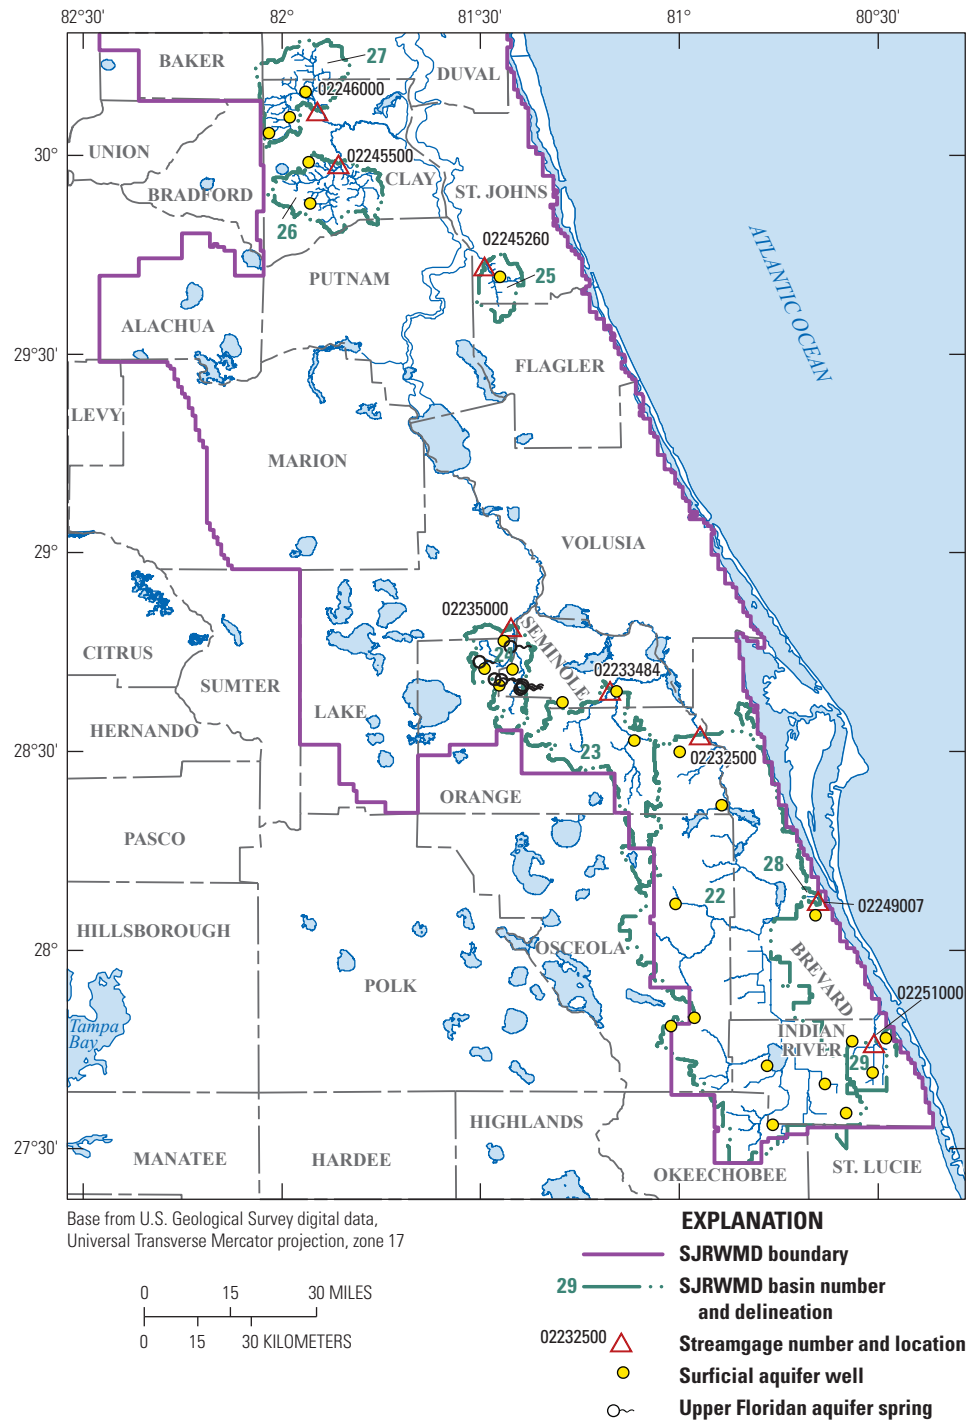 82°30'
82°
81°30'
81°
80°30'
BAKER
27
DUVAL
02246000
30°
UNION
02245500
CLAY
BRADFORD
ST. JOHNS
26
02245260
PUTNAM
25
ATLANTIC OCEAN
ALACHUA
29°30'
FLAGLER
LEVY
MARION
29°
VOLUSIA
02235000
SEMINOLE
CITRUS
24
02233484
SUMTER
LAKE
HERNANDO
28°30'
23
02232500
ORANGE
PASCO
28
22
02249007
HILLSBOROUGH
OSCEOLA
28°
BREVARD
POLK
02251000
Tampa
Bay
INDIAN
RIVER
29
HIGHLANDS
27°30'
MANATEE
HARDEE
OKEECHOBEE
ST. LUCIE
Base from U.S. Geological Survey digital data,
Universal Transverse Mercator projection, zone 17
0 15 30 MILES
0 15 30 KILOMETERS
EXPLANATION
SJRWMD boundary
29 SJRWMD basin number
and delineation
02232500 Streamgage number and location
Surficial aquifer well
Upper Floridan aquifer spring